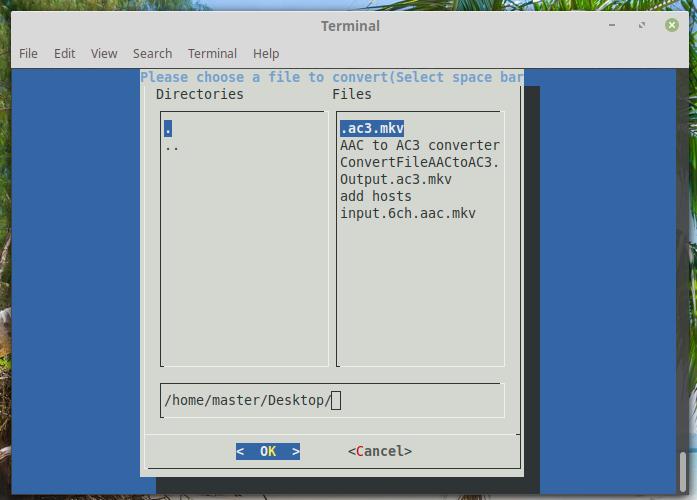 Terminal
File Edit View Search Terminal Help
Please choose a file to convert(Select space bar
Directories Files
. .ac3.mkv
.. AAC to AC3 converter
ConvertFileAACtoAC3.
Output.ac3.mkv
add hosts
input.6ch.aac.mkv
/home/master/Desktop/
< OK > <Cancel>